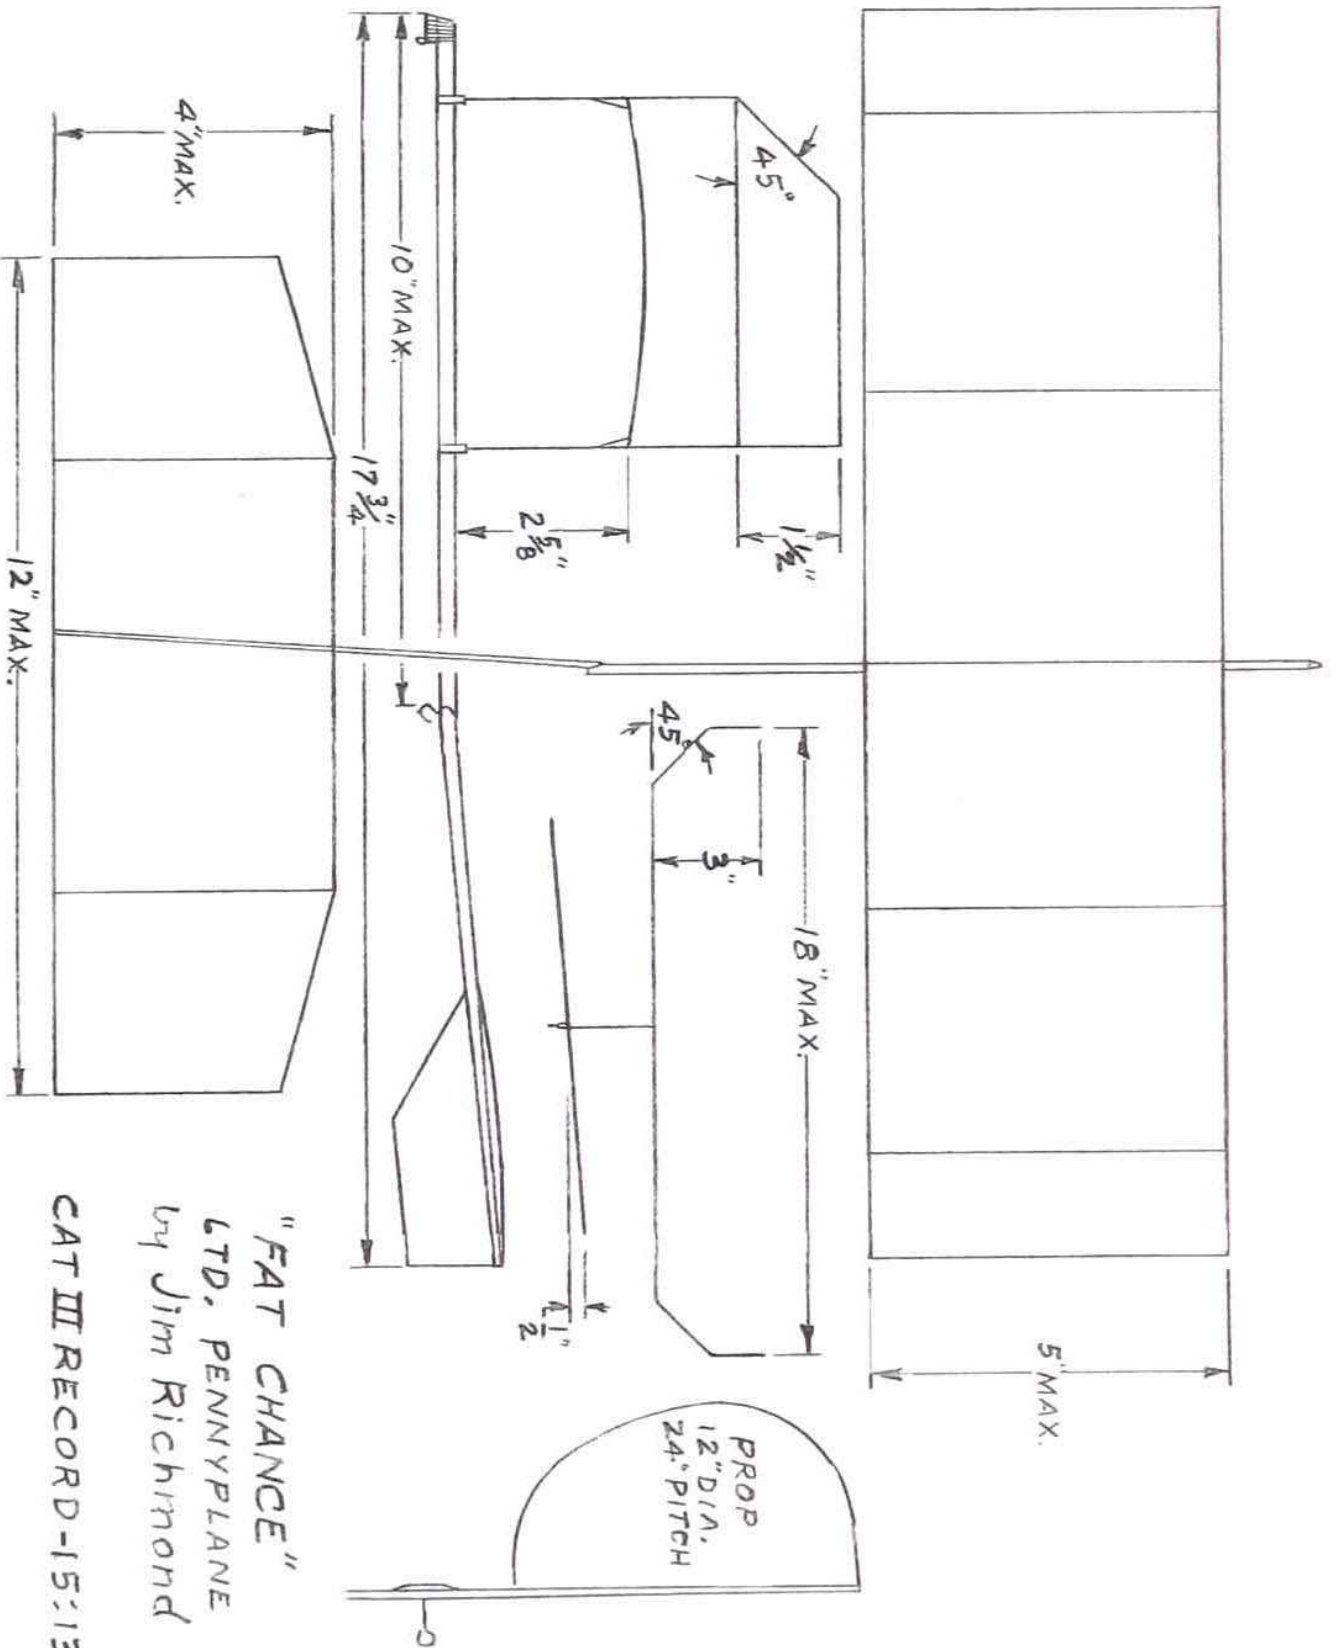 5" MAX.
18" MAX.
3"
45°
1 1/2"
45°
2 5/8"
10" MAX.
17 3/4"
4" MAX.
12" MAX.
1/2"
PROP
12" DIA.
24" PITCH
"FAT CHANCE"
LTD. PENNYPLANE
by Jim Richmond
CAT III RECORD -